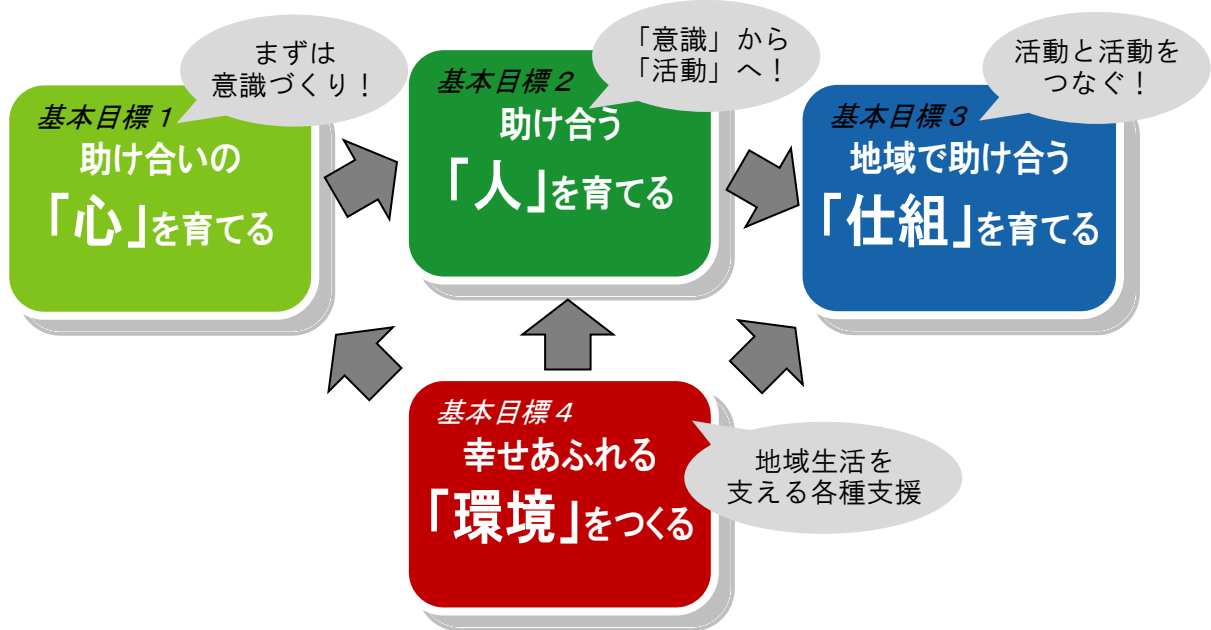 まずは
意識づくり！
基本目標１
助け合いの
「心」を育てる
「意識」から
「活動」へ！
基本目標２
助け合う
「人」を育てる
活動と活動を
つなぐ！
基本目標３
地域で助け合う
「仕組」を育てる
基本目標４
幸せあふれる
「環境」をつくる
地域生活を
支える各種支援